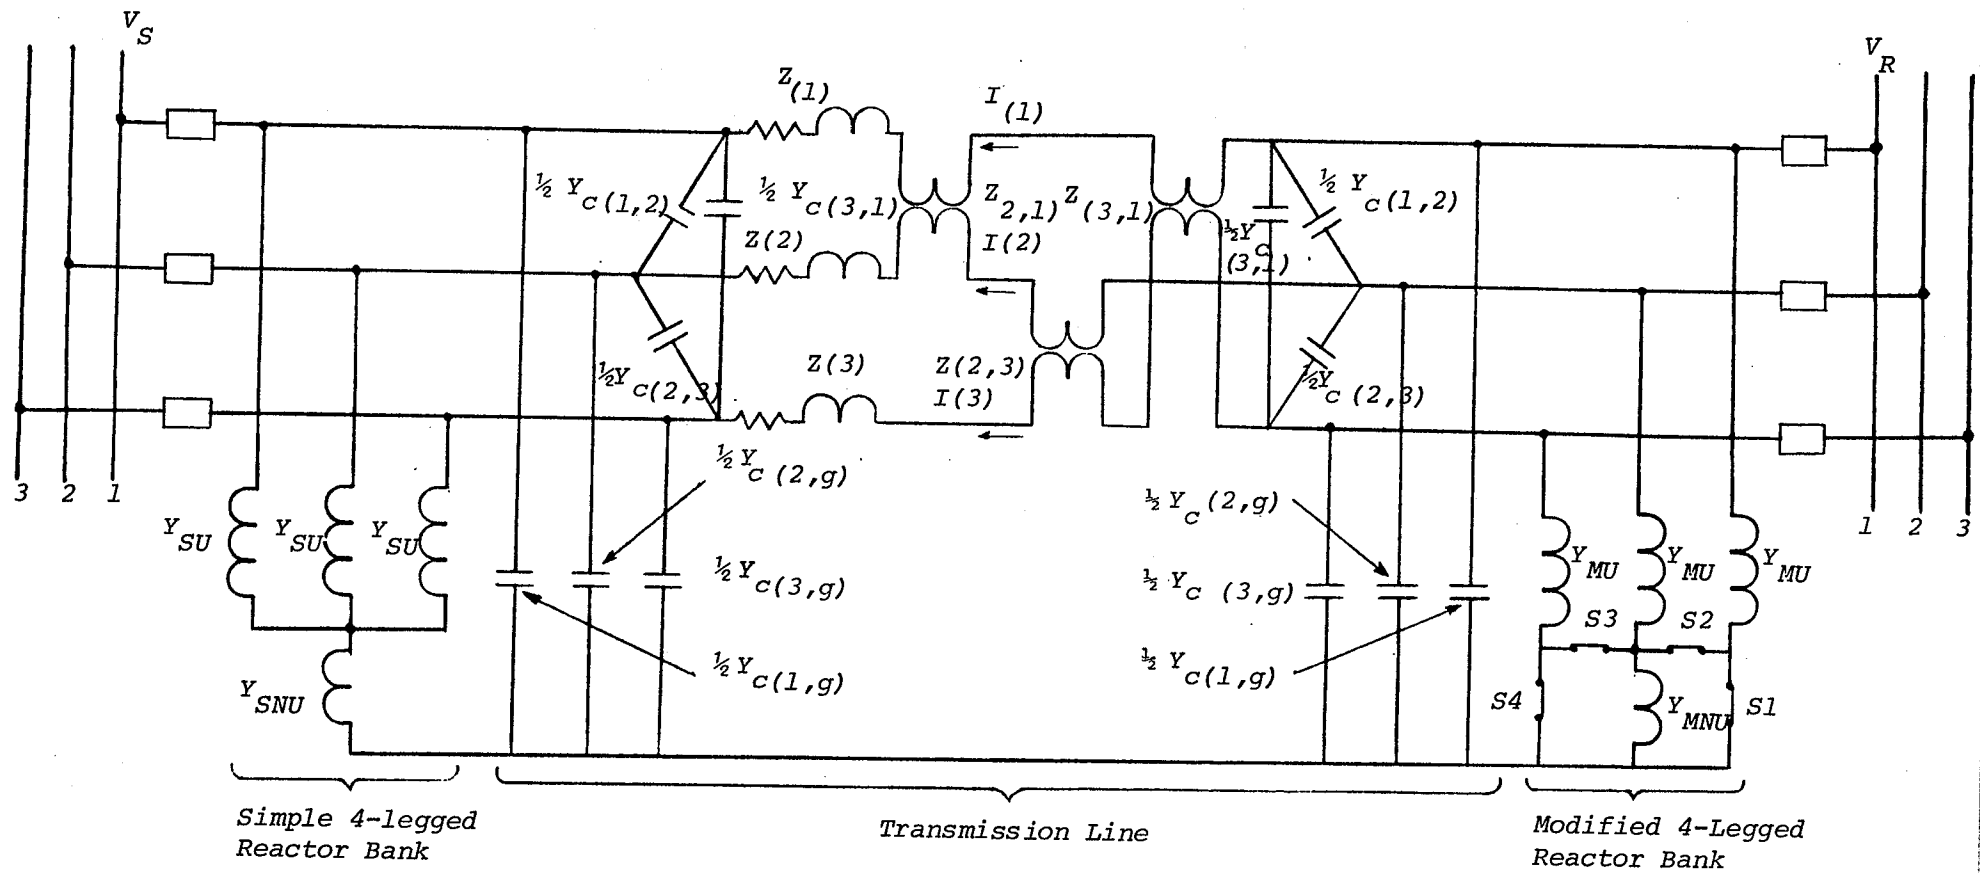 V_S
V_R
Z_(1)
I_(1)
½ Y_C(1,2)
½ Y_C(3,1)
Z_2,1)
Z_(3,1)
½ Y_C(1,2)
Z(2)
I(2)
½Y_C (3,1)
½Y_C(2,3)
Z(3)
Z(2,3)
I(3)
½Y_C (2,3)
½ Y_C (2,g)
3 2 1
½ Y_C (2,g)
1 2 3
Y_SU
Y_SU
Y_SU
½ Y_C(3,g)
½ Y_C (3,g)
Y_MU
Y_MU
Y_MU
S3
S2
½ Y_C(1,g)
½ Y_C(1,g)
Y_SNU
S4
Y_MNU
S1
Simple 4-legged
Reactor Bank
Transmission Line
Modified 4-Legged
Reactor Bank